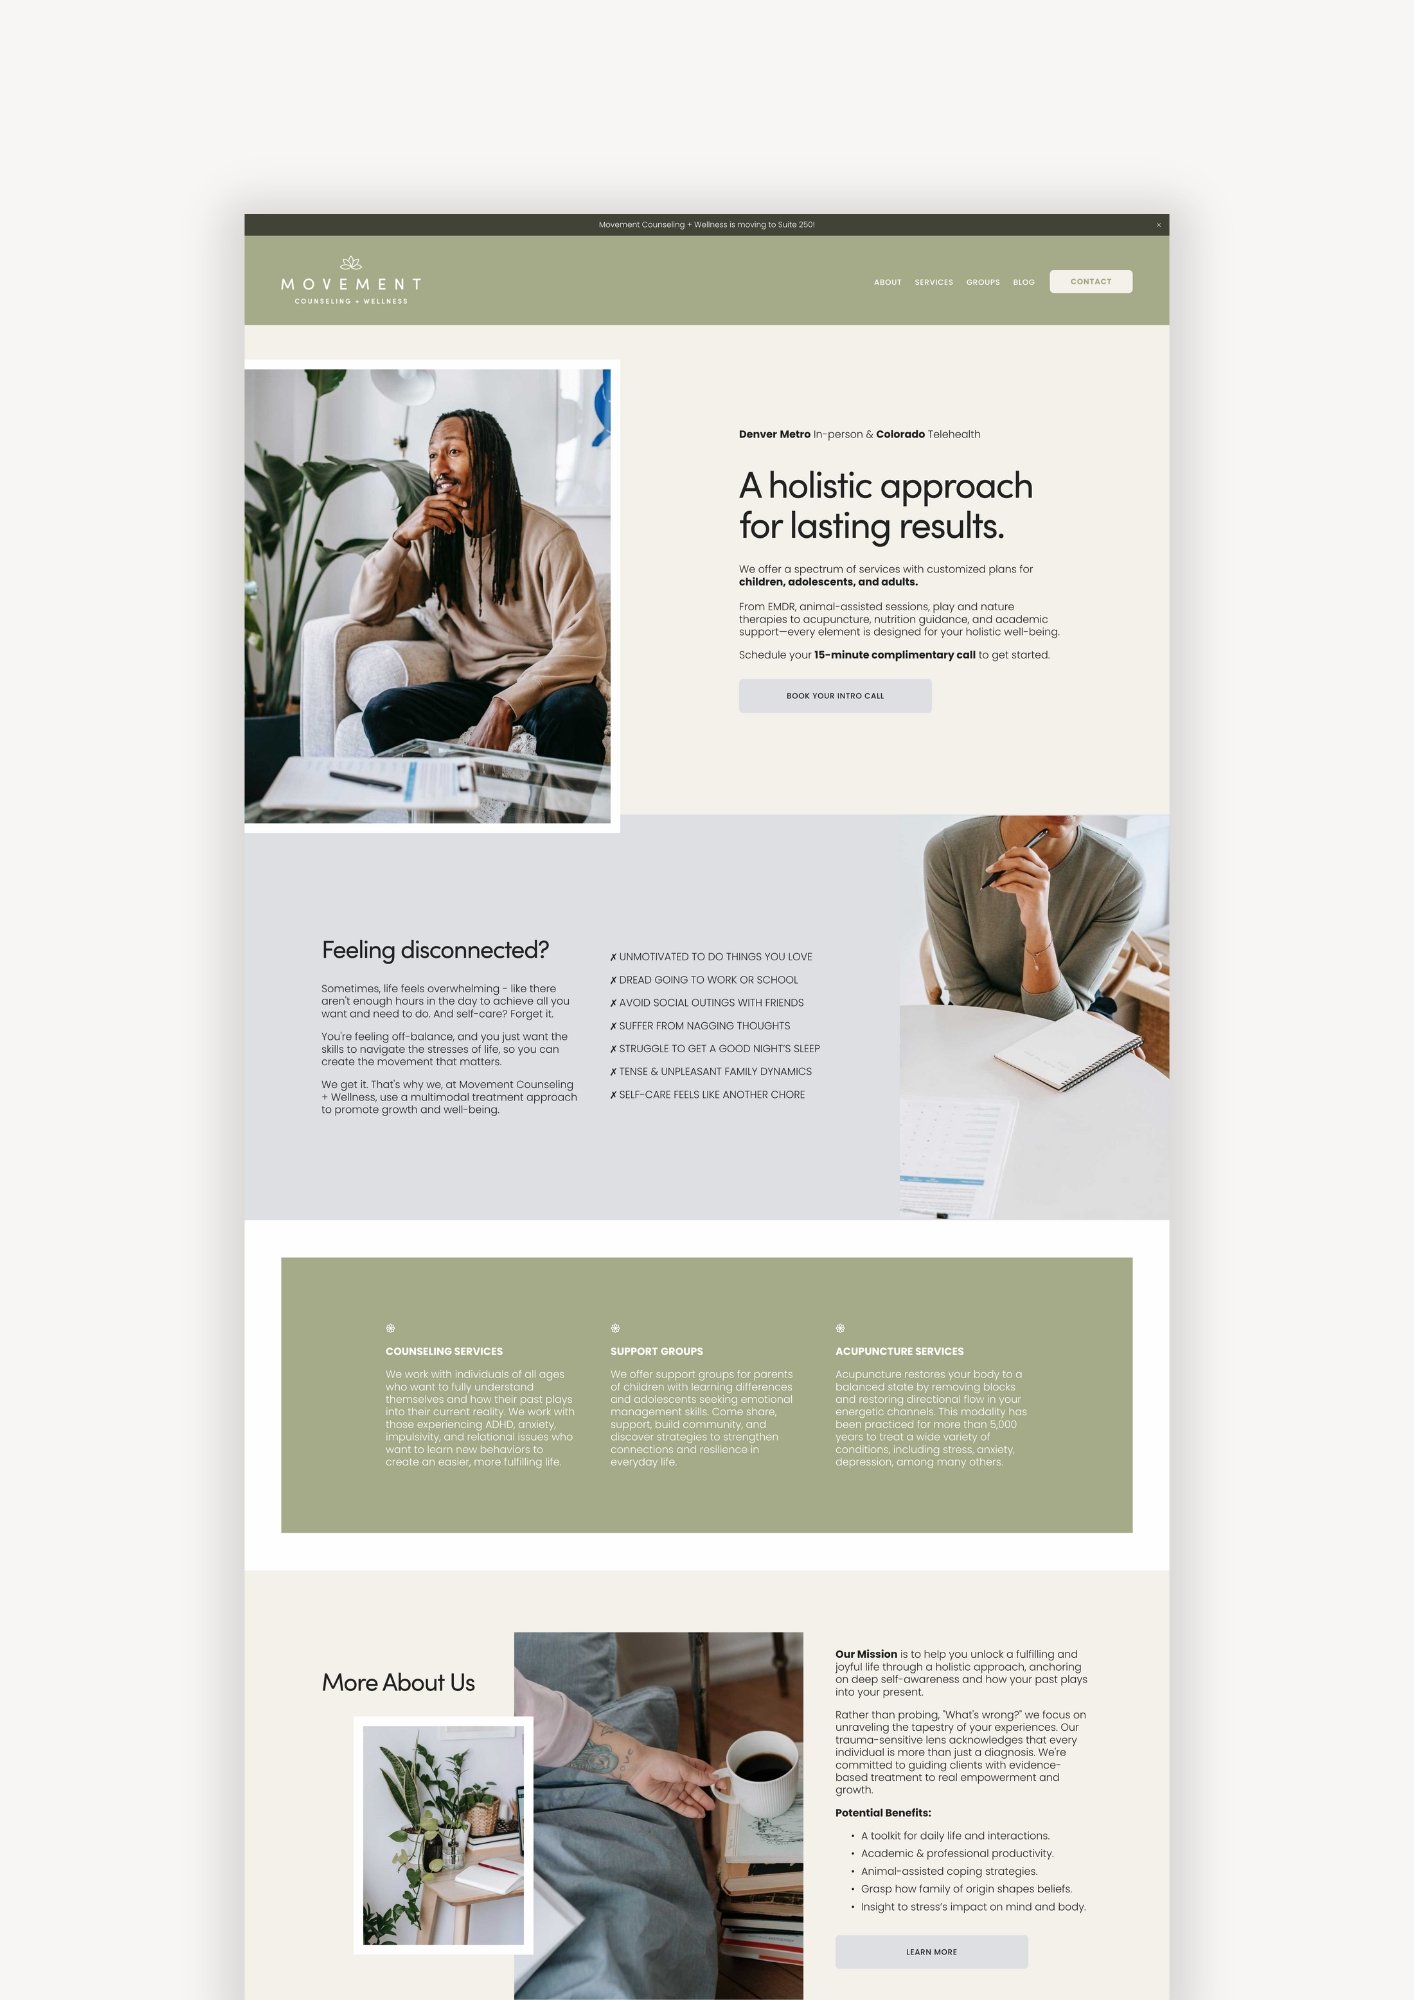 Movement Counseling + Wellness is moving to Suite 250!
×
MOVEMENT
COUNSELING + WELLNESS
ABOUT SERVICES GROUPS BLOG CONTACT
Denver Metro In-person & Colorado Telehealth
A holistic approach
for lasting results.
We offer a spectrum of services with customized plans for
children, adolescents, and adults.
From EMDR, animal-assisted sessions, play and nature
therapies to acupuncture, nutrition guidance, and academic
support—every element is designed for your holistic well-being.
Schedule your 15-minute complimentary call to get started.
BOOK YOUR INTRO CALL
Feeling disconnected?
Sometimes, life feels overwhelming - like there
aren't enough hours in the day to achieve all you
want and need to do. And self-care? Forget it.
You're feeling off-balance, and you just want the
skills to navigate the stresses of life, so you can
create the movement that matters.
We get it. That's why we, at Movement Counseling
+ Wellness, use a multimodal treatment approach
to promote growth and well-being.
✗ UNMOTIVATED TO DO THINGS YOU LOVE
✗ DREAD GOING TO WORK OR SCHOOL
✗ AVOID SOCIAL OUTINGS WITH FRIENDS
✗ SUFFER FROM NAGGING THOUGHTS
✗ STRUGGLE TO GET A GOOD NIGHT'S SLEEP
✗ TENSE & UNPLEASANT FAMILY DYNAMICS
✗ SELF-CARE FEELS LIKE ANOTHER CHORE
COUNSELING SERVICES
We work with individuals of all ages
who want to fully understand
themselves and how their past plays
into their current reality. We work with
those experiencing ADHD, anxiety,
impulsivity, and relational issues who
want to learn new behaviors to
create an easier, more fulfilling life.
SUPPORT GROUPS
We offer support groups for parents
of children with learning differences
and adolescents seeking emotional
management skills. Come share,
support, build community, and
discover strategies to strengthen
connections and resilience in
everyday life.
ACUPUNCTURE SERVICES
Acupuncture restores your body to a
balanced state by removing blocks
and restoring directional flow in your
energetic channels. This modality has
been practiced for more than 5,000
years to treat a wide variety of
conditions, including stress, anxiety,
depression, among many others.
More About Us
Our Mission is to help you unlock a fulfilling and
joyful life through a holistic approach, anchoring
on deep self-awareness and how your past plays
into your present.
Rather than probing, "What's wrong?" we focus on
unraveling the tapestry of your experiences. Our
trauma-sensitive lens acknowledges that every
individual is more than just a diagnosis. We're
committed to guiding clients with evidence-
based treatment to real empowerment and
growth.
Potential Benefits:
• A toolkit for daily life and interactions.
• Academic & professional productivity.
• Animal-assisted coping strategies.
• Grasp how family of origin shapes beliefs.
• Insight to stress's impact on mind and body.
LEARN MORE